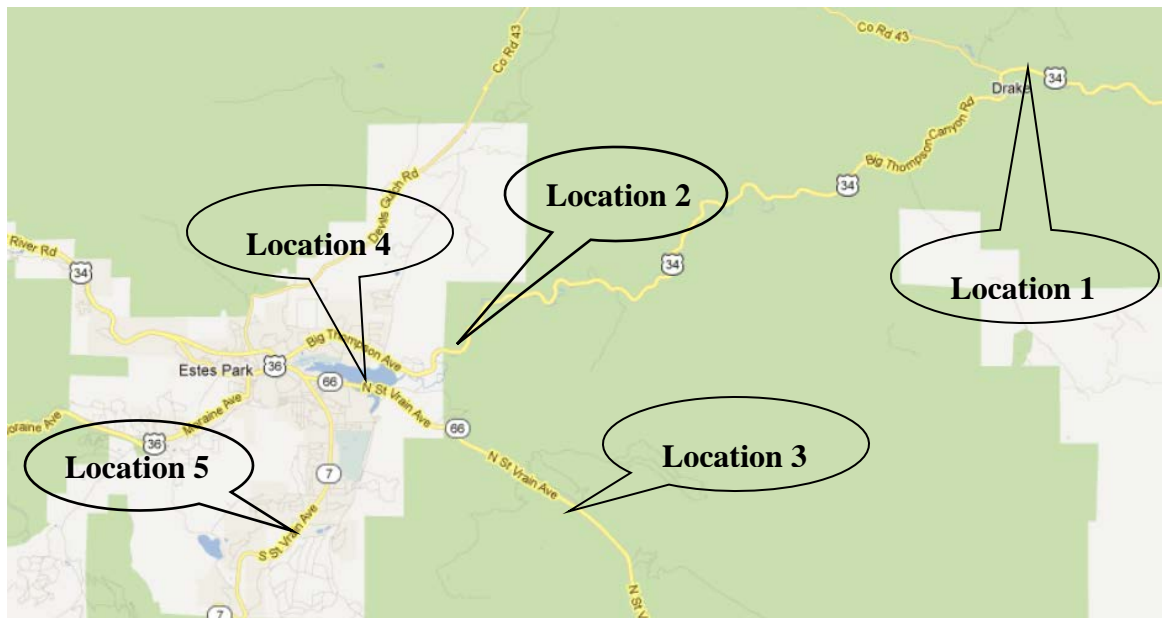 Co Rd 43
Co Rd 43
34
Drake
Big Thompson Canyon Rd
34
Location 2
Devils Gulch Rd
Location 4
River Rd
34
34
Location 1
Big Thompson Ave
Estes Park
36
66
N St Vrain Ave
Moraine Ave
oraine Ave
36
66
Location 5
7
N St Vrain Ave
Location 3
S St Vrain Ave
7
N St V